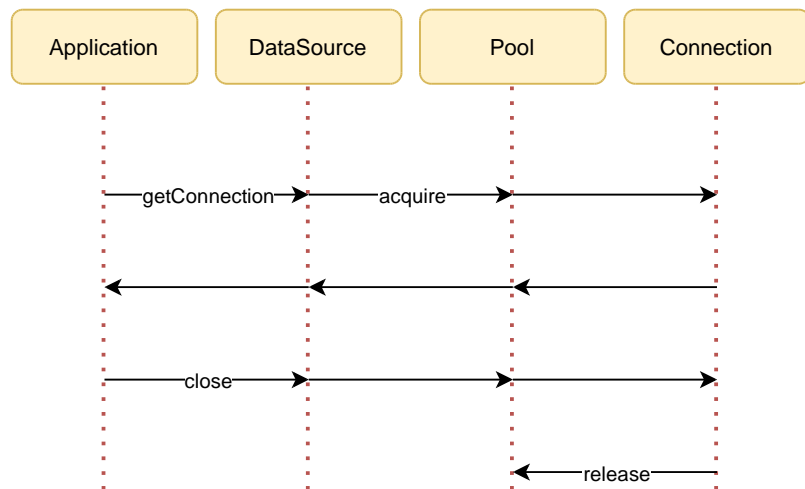 Application
DataSource
Pool
Connection
getConnection
acquire
close
release